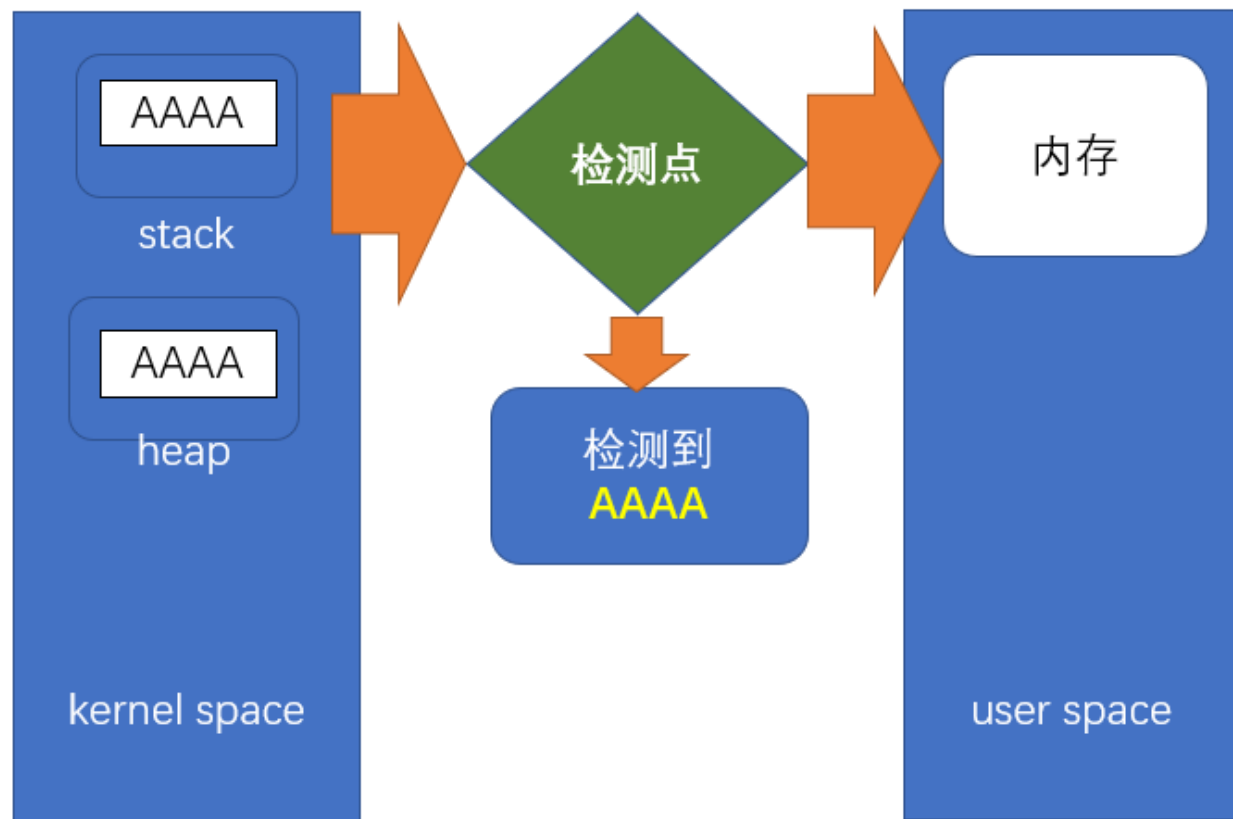 AAAA
stack
AAAA
heap
kernel space
检测点
检测到
AAAA
内存
user space